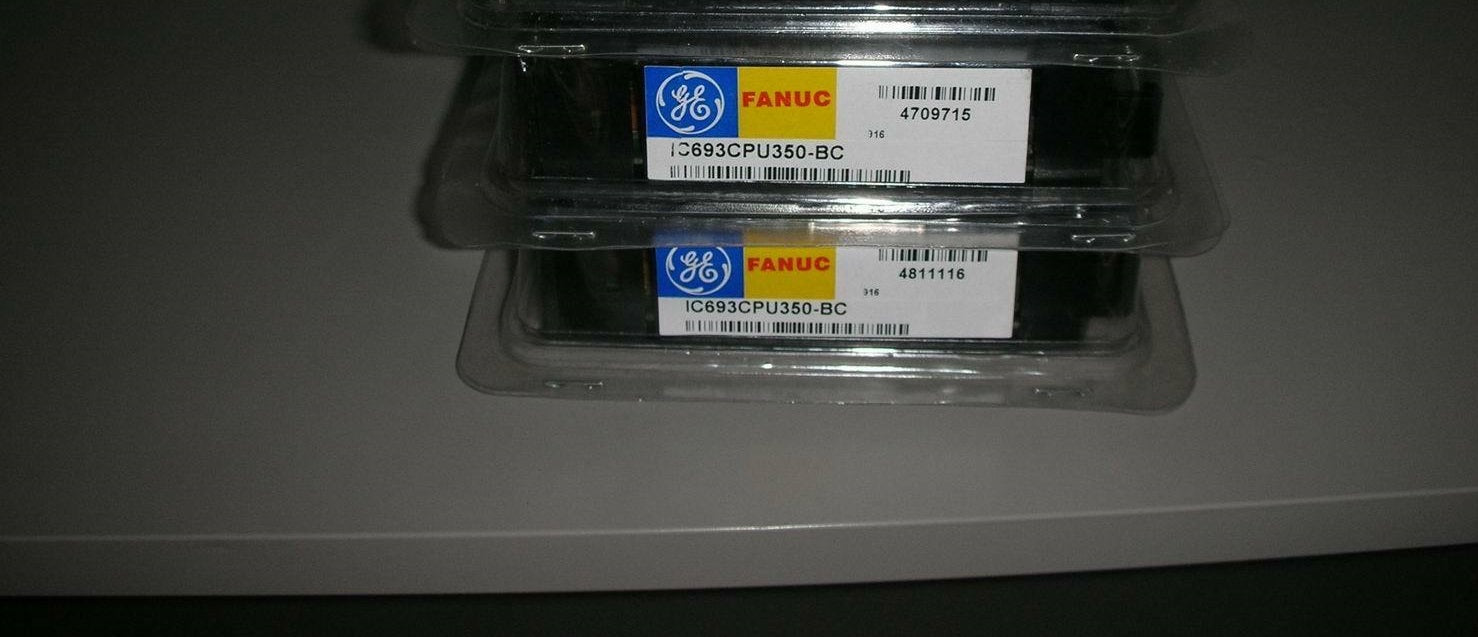 GE FANUC
4709715
916
IC693CPU350-BC
GE FANUC
4811116
916
IC693CPU350-BC